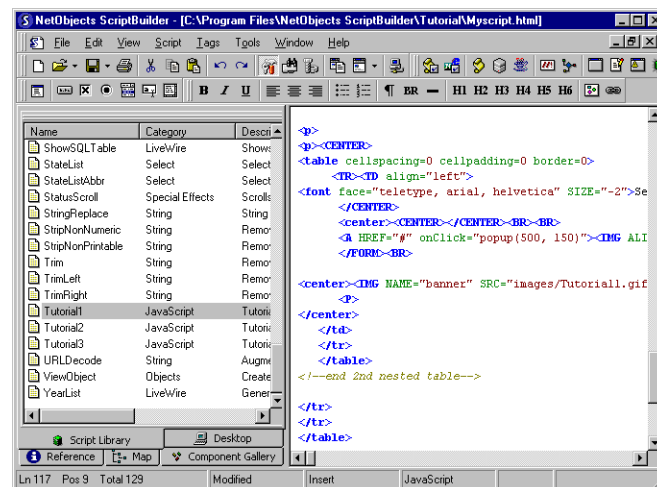 NetObjects ScriptBuilder - [C:\Program Files\NetObjects ScriptBuilder\Tutorial\Myscript.html]
File Edit View Script Tags Tools Window Help
B I U ¶ BR H1 H2 H3 H4 H5 H6
Name Category Descri
ShowSQLTable LiveWire Shows
StateList Select Select
StateListAbbr Select Select
StatusScroll Special Effects Scrolls
StringReplace String String
StripNonNumeric String Remov
StripNonPrintable String Remov
Trim String Remov
TrimLeft String Remov
TrimRight String Remov
Tutorial1 JavaScript Tutoria
Tutorial2 JavaScript Tutoria
Tutorial3 JavaScript Tutoria
URLDecode String Augme
ViewObject Objects Create
YearList LiveWire Gener
Script Library Desktop
Reference Map Component Gallery
<p>
<p><CENTER>
<table cellspacing=0 cellpadding=0 border=0>
<TR><TD align="left">
<font face="teletype, arial, helvetica" SIZE="-2">Se
</CENTER>
<center><CENTER></CENTER><BR><BR>
<A HREF="#" onClick="popup(500, 150)"><IMG ALI
</FORM><BR>
<center><IMG NAME="banner" SRC="images/Tutorial1.gif
<P>
</center>
</td>
</tr>
</table>
<!--end 2nd nested table-->
</tr>
</tr>
</table>
Ln 117 Pos 9 Total 129 Modified Insert JavaScript